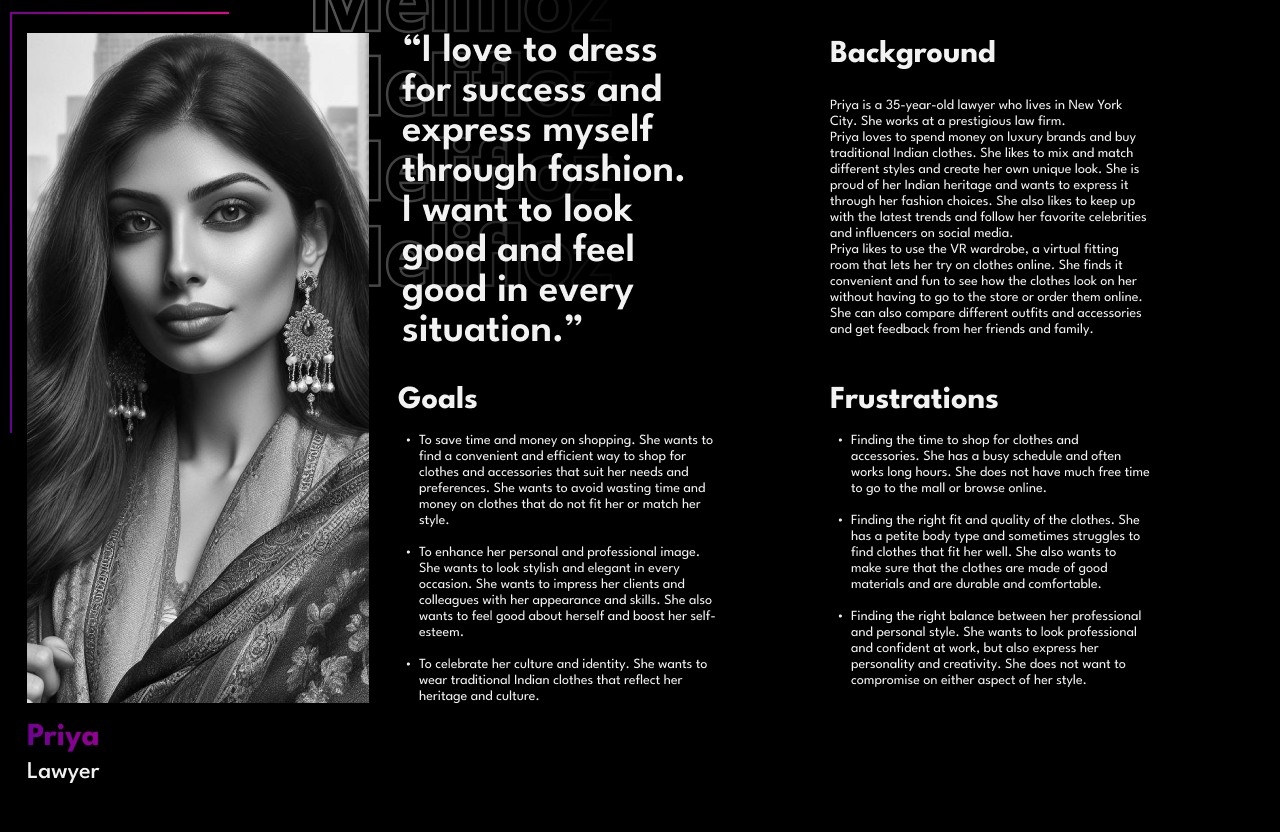 Melifloz
Melifloz
Melifloz
Melifloz
“I love to dress
for success and
express myself
through fashion.
I want to look
good and feel
good in every
situation.”
Background
Priya is a 35-year-old lawyer who lives in New York
City. She works at a prestigious law firm.
Priya loves to spend money on luxury brands and buy
traditional Indian clothes. She likes to mix and match
different styles and create her own unique look. She is
proud of her Indian heritage and wants to express it
through her fashion choices. She also likes to keep up
with the latest trends and follow her favorite celebrities
and influencers on social media.
Priya likes to use the VR wardrobe, a virtual fitting
room that lets her try on clothes online. She finds it
convenient and fun to see how the clothes look on her
without having to go to the store or order them online.
She can also compare different outfits and accessories
and get feedback from her friends and family.
Goals
• To save time and money on shopping. She wants to
find a convenient and efficient way to shop for
clothes and accessories that suit her needs and
preferences. She wants to avoid wasting time and
money on clothes that do not fit her or match her
style.
• To enhance her personal and professional image.
She wants to look stylish and elegant in every
occasion. She wants to impress her clients and
colleagues with her appearance and skills. She also
wants to feel good about herself and boost her self-
esteem.
• To celebrate her culture and identity. She wants to
wear traditional Indian clothes that reflect her
heritage and culture.
Frustrations
• Finding the time to shop for clothes and
accessories. She has a busy schedule and often
works long hours. She does not have much free time
to go to the mall or browse online.
• Finding the right fit and quality of the clothes. She
has a petite body type and sometimes struggles to
find clothes that fit her well. She also wants to
make sure that the clothes are made of good
materials and are durable and comfortable.
• Finding the right balance between her professional
and personal style. She wants to look professional
and confident at work, but also express her
personality and creativity. She does not want to
compromise on either aspect of her style.
Priya
Lawyer